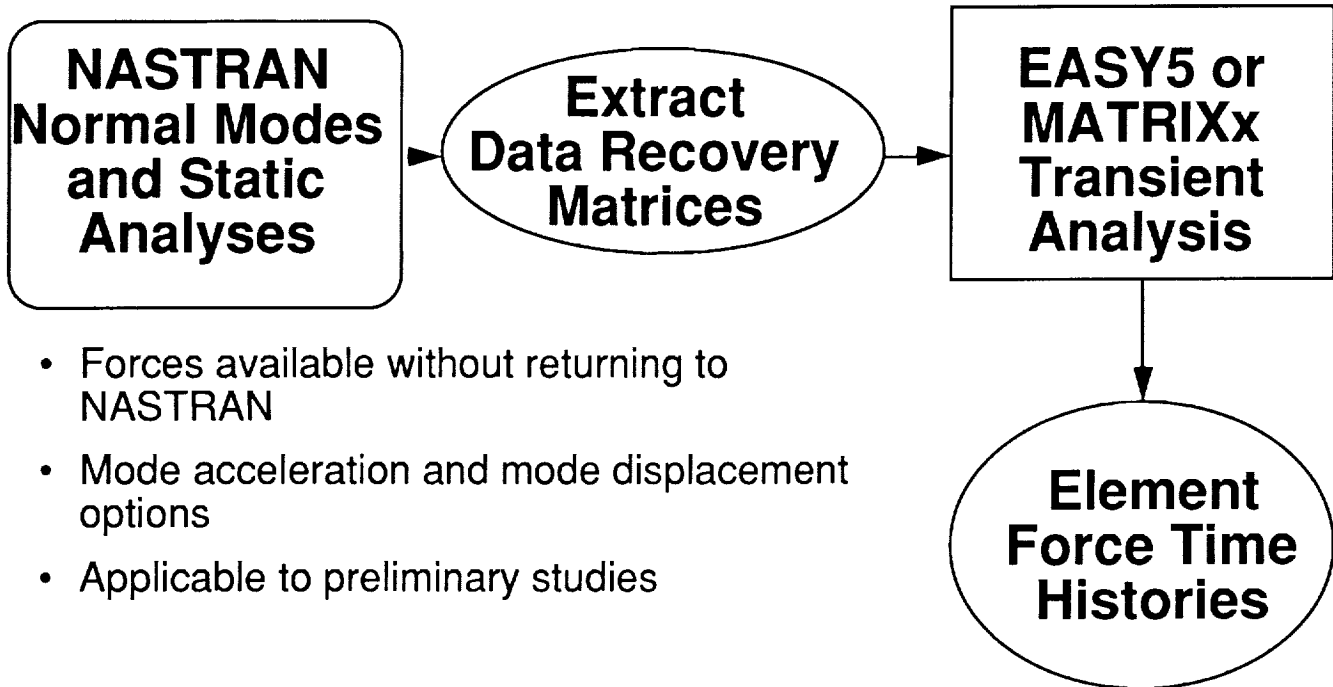 NASTRAN
Normal Modes
and Static
Analyses
Extract
Data Recovery
Matrices
EASY5 or
MATRIXx
Transient
Analysis
• Forces available without returning to
NASTRAN
• Mode acceleration and mode displacement
options
• Applicable to preliminary studies
Element
Force Time
Histories